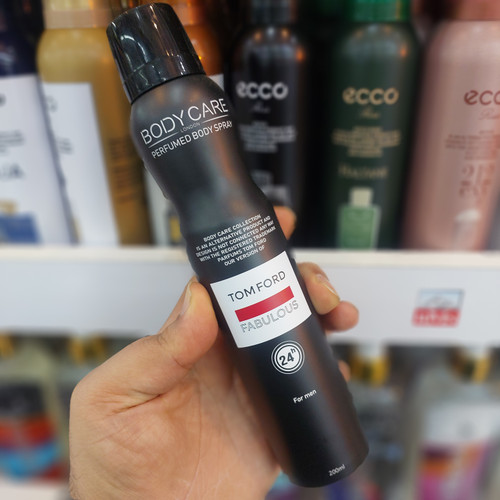 BODY CARE
LONDON
PERFUMED BODY SPRAY
BODY CARE COLLECTION
IS AN ALTERNATIVE PRODUCT AND
DESIGN IS NOT CONNECTED ANY WAY
WITH THE REGISTERED TRADEMARK
PARFUMS TOM FORD
OUR VERSION OF
TOM FORD
FABULOUS
24H
For men
200ml
ecco
ecco
ecco